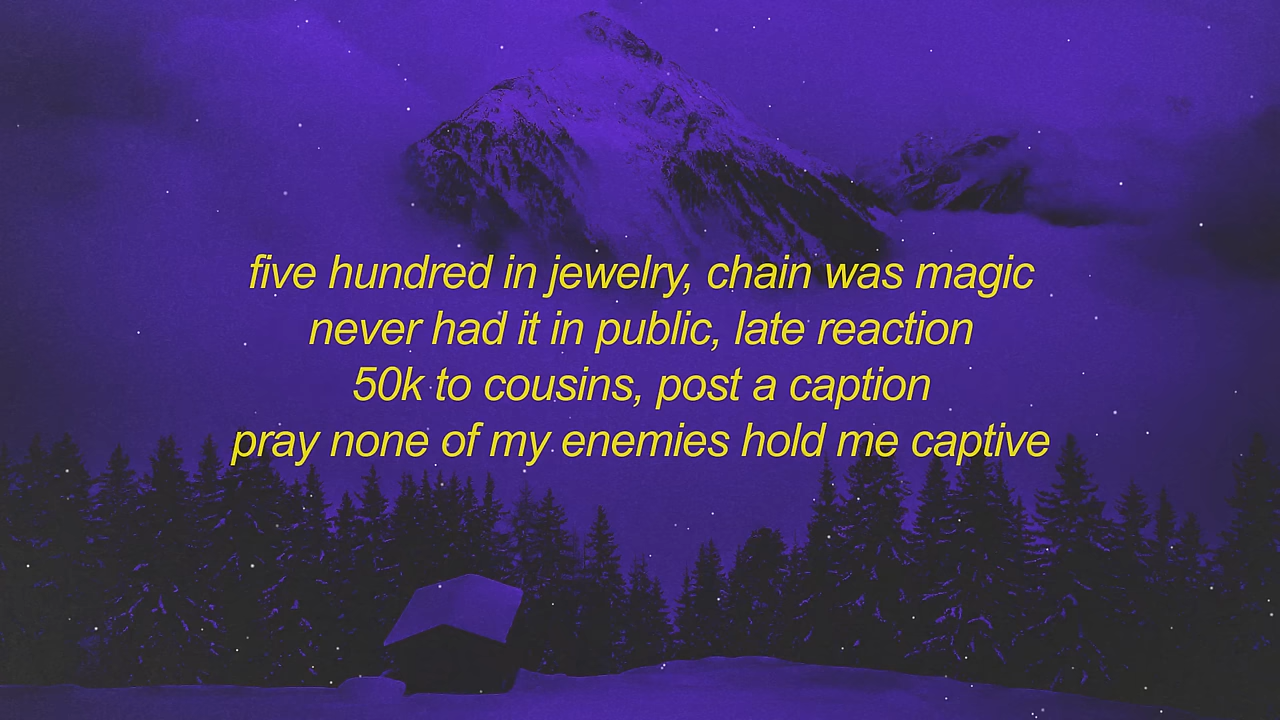 five hundred in jewelry, chain was magic
never had it in public, late reaction
50k to cousins, post a caption
pray none of my enemies hold me captive